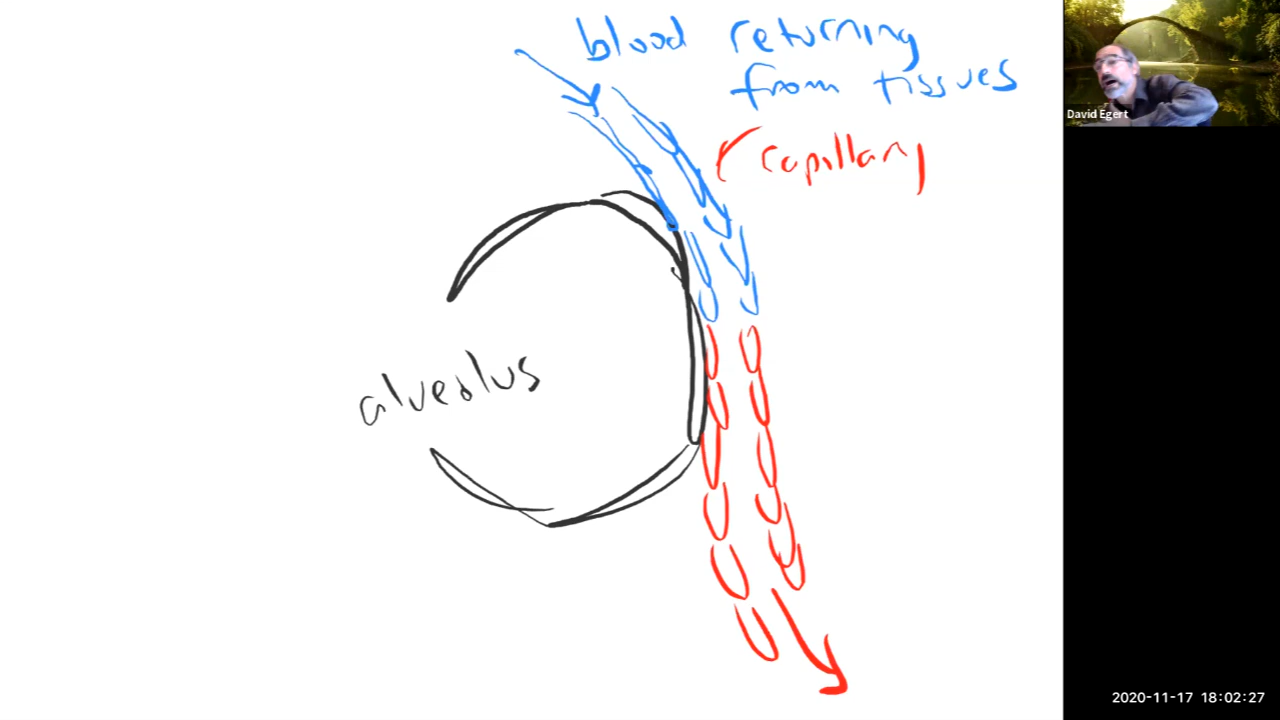 blood returning
from tissues
capillary
alveolus
David Egert
2020-11-17 18:02:27